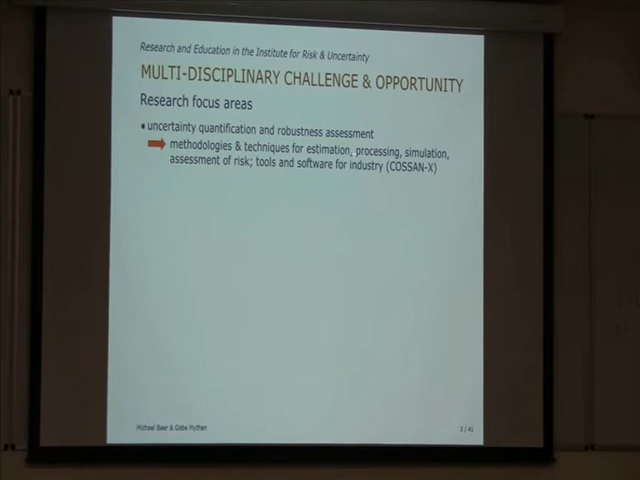 Research and Education in the Institute for Risk & Uncertainty
MULTI-DISCIPLINARY CHALLENGE & OPPORTUNITY
Research focus areas
• uncertainty quantification and robustness assessment
methodologies & techniques for estimation, processing, simulation,
assessment of risk; tools and software for industry (COSSAN-X)
Michael Beer & Gabe Mythen
3 / 41